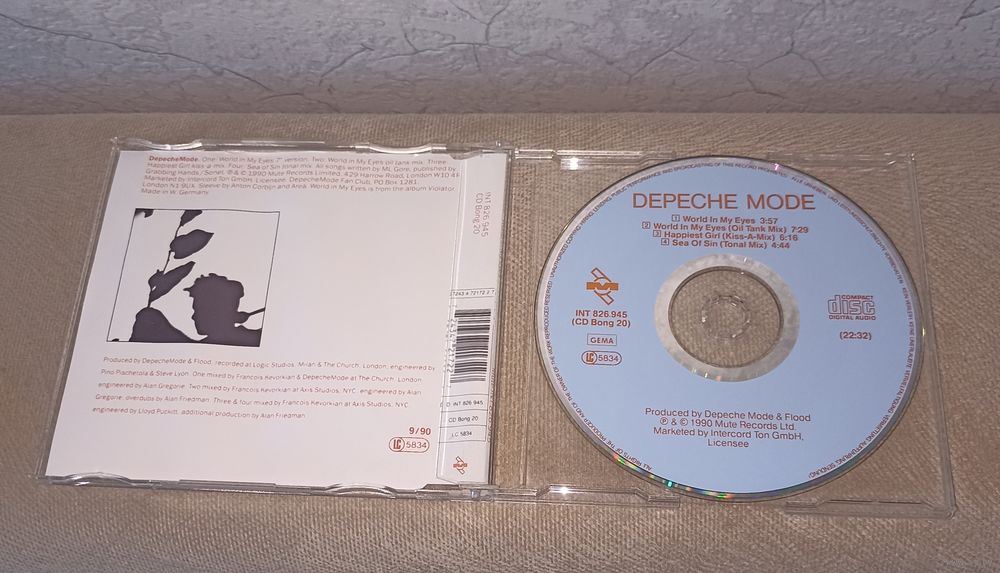 DepecheMode. One: World in My Eyes 7" version. Two: World in My Eyes oil tank mix. Three:
Happiest Girl kiss-a-mix. Four: Sea of Sin tonal mix. All songs written by ML Gore, published by
Grabbing Hands/Sonet. ℗ & © 1990 Mute Records Limited, 429 Harrow Road, London W10 4
Marketed by Intercord Ton GmbH, Licensee. DepecheMode Fan Club, PO Box 1281,
London N1 9UX. Sleeve by Anton Corbijn and Area. World in My Eyes is from the album Violator.
Made in W. Germany
Produced by DepecheMode & Flood, recorded at Logic Studios, Milan & The Church, London, engineered by
Pino Piachetola & Steve Lyon. One mixed by Francois Kevorkian & DepecheMode at The Church, London,
engineered by Alan Gregorie. Two mixed by Francois Kevorkian at Axis Studios, NYC, engineered by Alan
Gregorie, overdubs by Alan Friedman. Three & four mixed by Francois Kevorkian at Axis Studios, NYC,
engineered by Lloyd Puckitt, additional production by Alan Friedman
9/90
LC 5834
INT 826.945
CD Bong 20
INT 826 945
CD Bong 20
LC 5834
DEPECHE MODE
1 World In My Eyes 3:57
2 World In My Eyes (Oil Tank Mix) 7:29
3 Happiest Girl (Kiss-A-Mix) 6:16
4 Sea Of Sin (Tonal Mix) 4:44
INT 826.945
(CD Bong 20)
GEMA
LC 5834
COMPACT
disc
DIGITAL AUDIO
(22:32)
Produced by Depeche Mode & Flood
℗ & © 1990 Mute Records Ltd.
Marketed by Intercord Ton GmbH,
Licensee